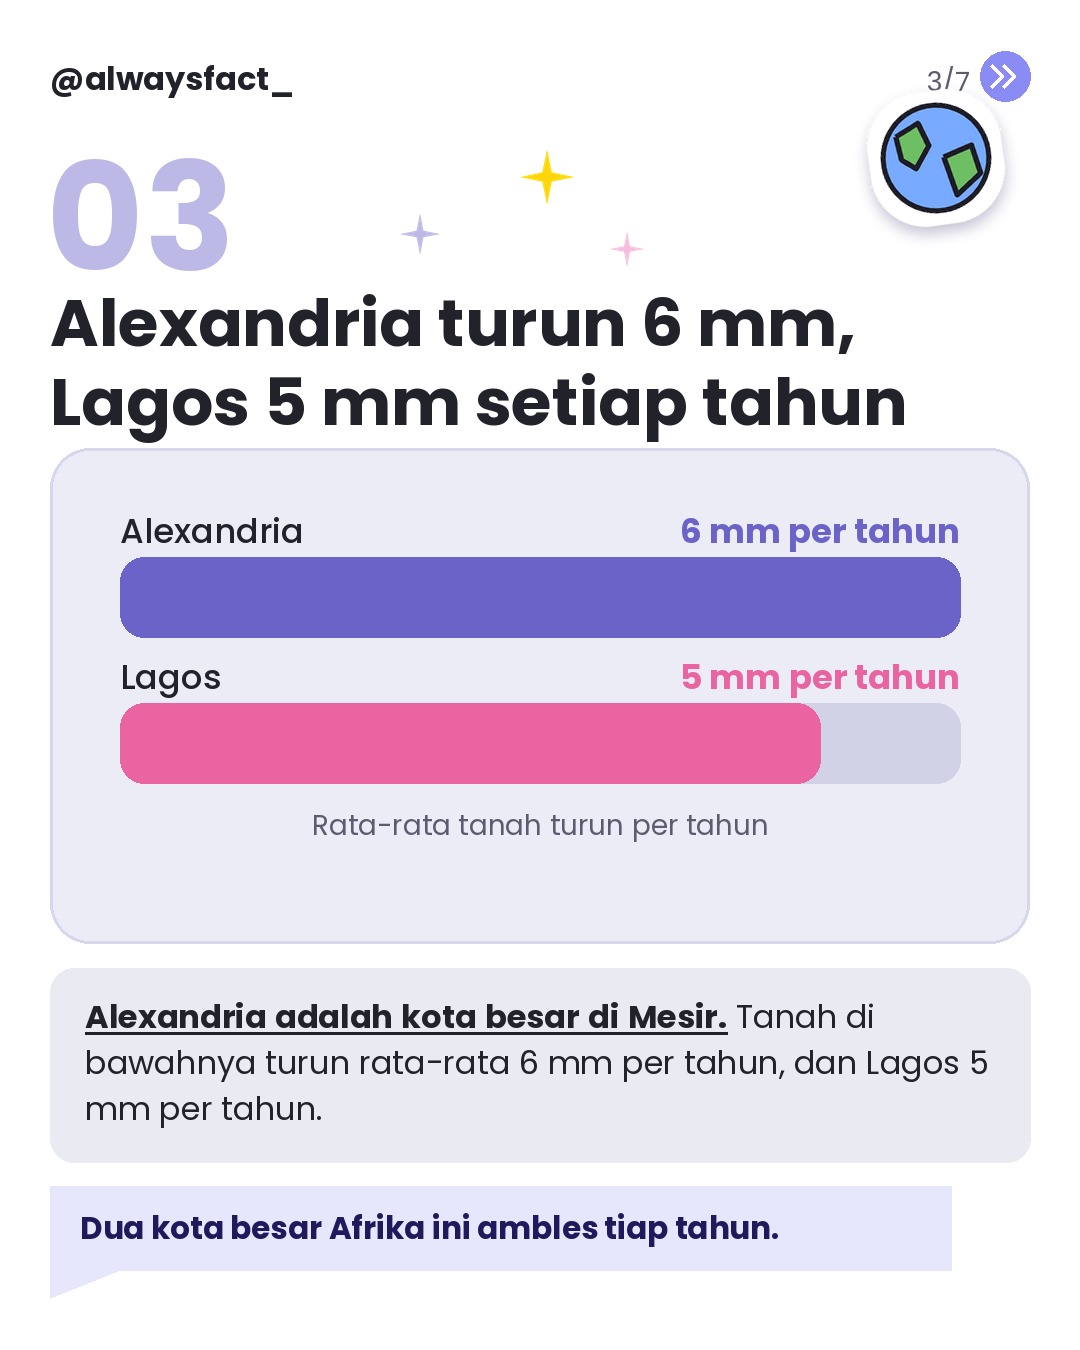 @alwaysfact_
3/7
03
Alexandria turun 6 mm,
Lagos 5 mm setiap tahun
Alexandria
6 mm per tahun
Lagos
5 mm per tahun
Rata-rata tanah turun per tahun
Alexandria adalah kota besar di Mesir. Tanah di
bawahnya turun rata-rata 6 mm per tahun, dan Lagos 5
mm per tahun.
Dua kota besar Afrika ini ambles tiap tahun.